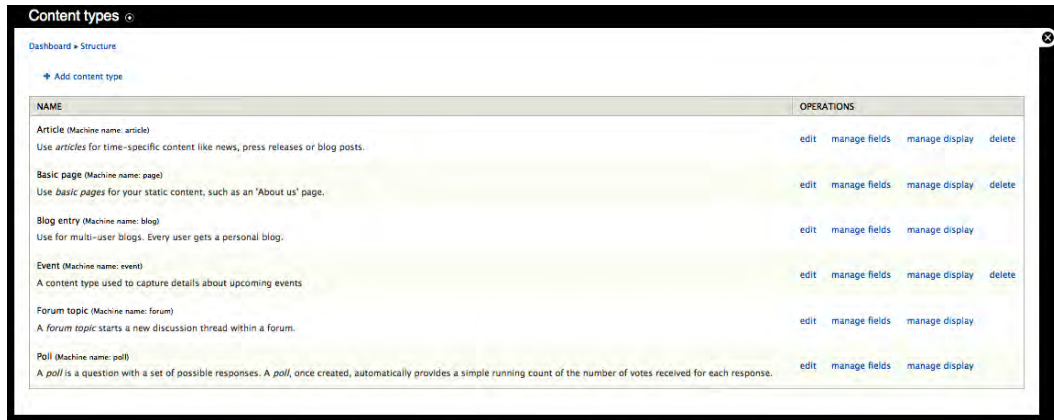 Content types
Dashboard » Structure
+ Add content type
NAME OPERATIONS
Article (Machine name: article)
Use articles for time-specific content like news, press releases or blog posts.
edit manage fields manage display delete
Basic page (Machine name: page)
Use basic pages for your static content, such as an 'About us' page.
edit manage fields manage display delete
Blog entry (Machine name: blog)
Use for multi-user blogs. Every user gets a personal blog.
edit manage fields manage display
Event (Machine name: event)
A content type used to capture details about upcoming events
edit manage fields manage display delete
Forum topic (Machine name: forum)
A forum topic starts a new discussion thread within a forum.
edit manage fields manage display
Poll (Machine name: poll)
A poll is a question with a set of possible responses. A poll, once created, automatically provides a simple running count of the number of votes received for each response.
edit manage fields manage display